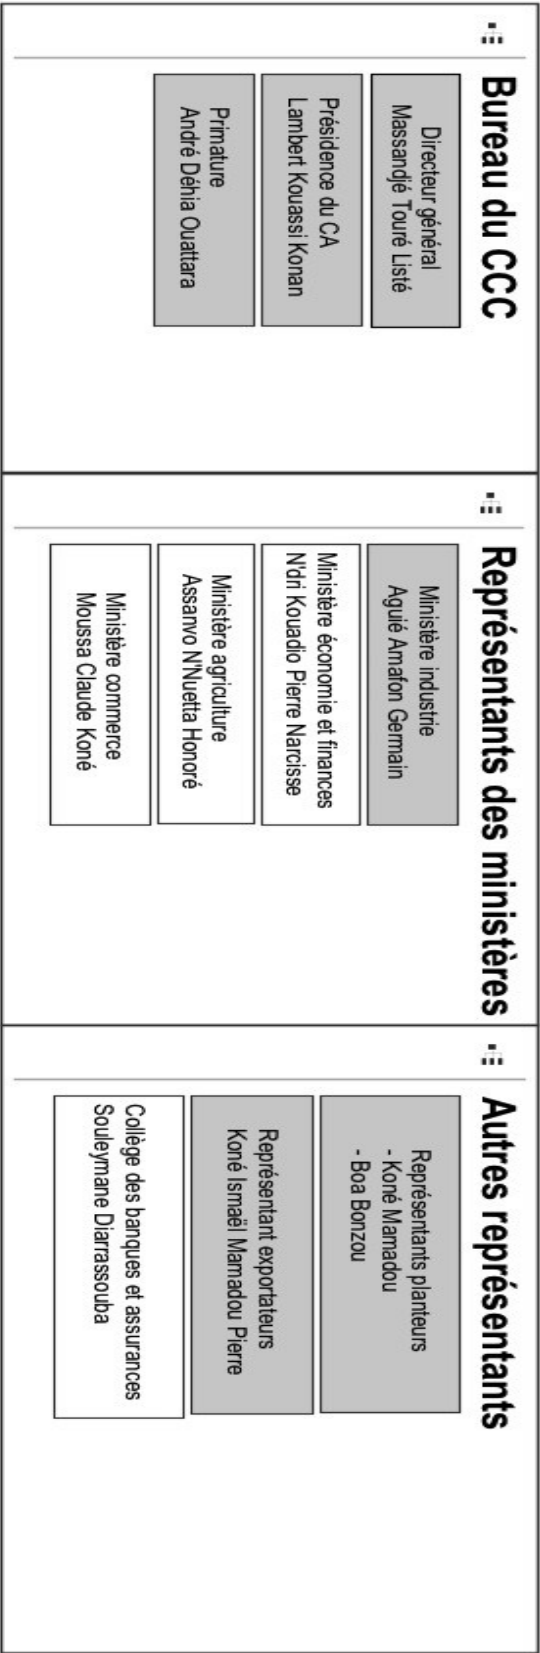 Bureau du CCC
Directeur général
Massandjé Touré Listé
Présidence du CA
Lambert Kouassi Konan
Primature
André Déhia Ouattara
Représentants des ministères
Ministère industrie
Aguié Amafon Germain
Ministère économie et finances
N'dri Kouadio Pierre Narcisse
Ministère agriculture
Assanvo N'Nuetta Honoré
Ministère commerce
Moussa Claude Koné
Autres représentants
Représentants planteurs
- Koné Mamadou
- Boa Bonzou
Représentant exportateurs
Koné Ismaël Mamadou Pierre
Collège des banques et assurances
Souleymane Diarrassouba